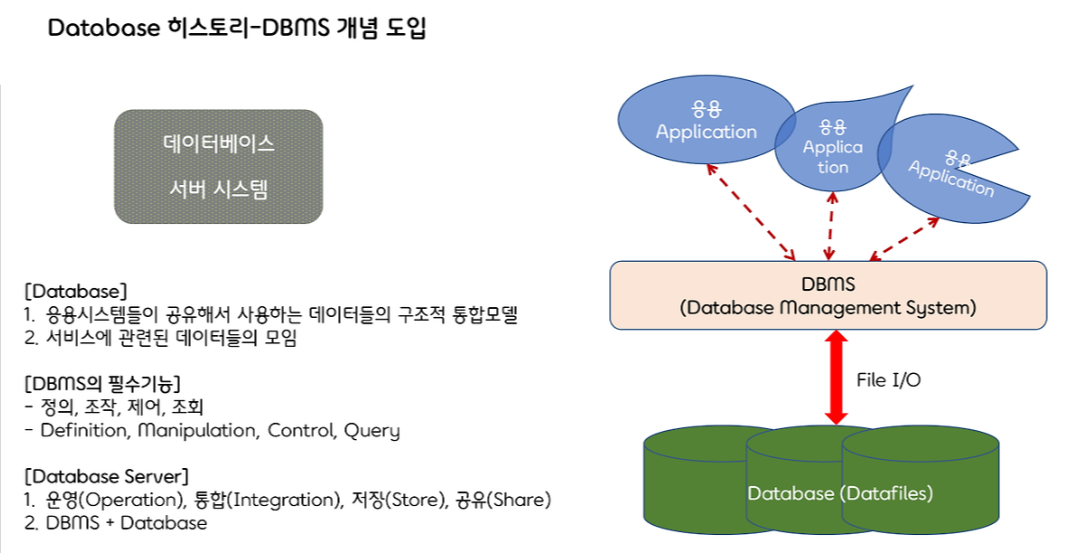 Database 히스토리-DBMS 개념 도입
데이터베이스
서버 시스템
[Database]
1. 응용시스템들이 공유해서 사용하는 데이터들의 구조적 통합모델
2. 서비스에 관련된 데이터들의 모임
[DBMS의 필수기능]
- 정의, 조작, 제어, 조회
- Definition, Manipulation, Control, Query
[Database Server]
1. 운영(Operation), 통합(Integration), 저장(Store), 공유(Share)
2. DBMS + Database
응용
Application
응용
Applica
tion
응용
Application
DBMS
(Database Management System)
File I/O
Database (Datafiles)